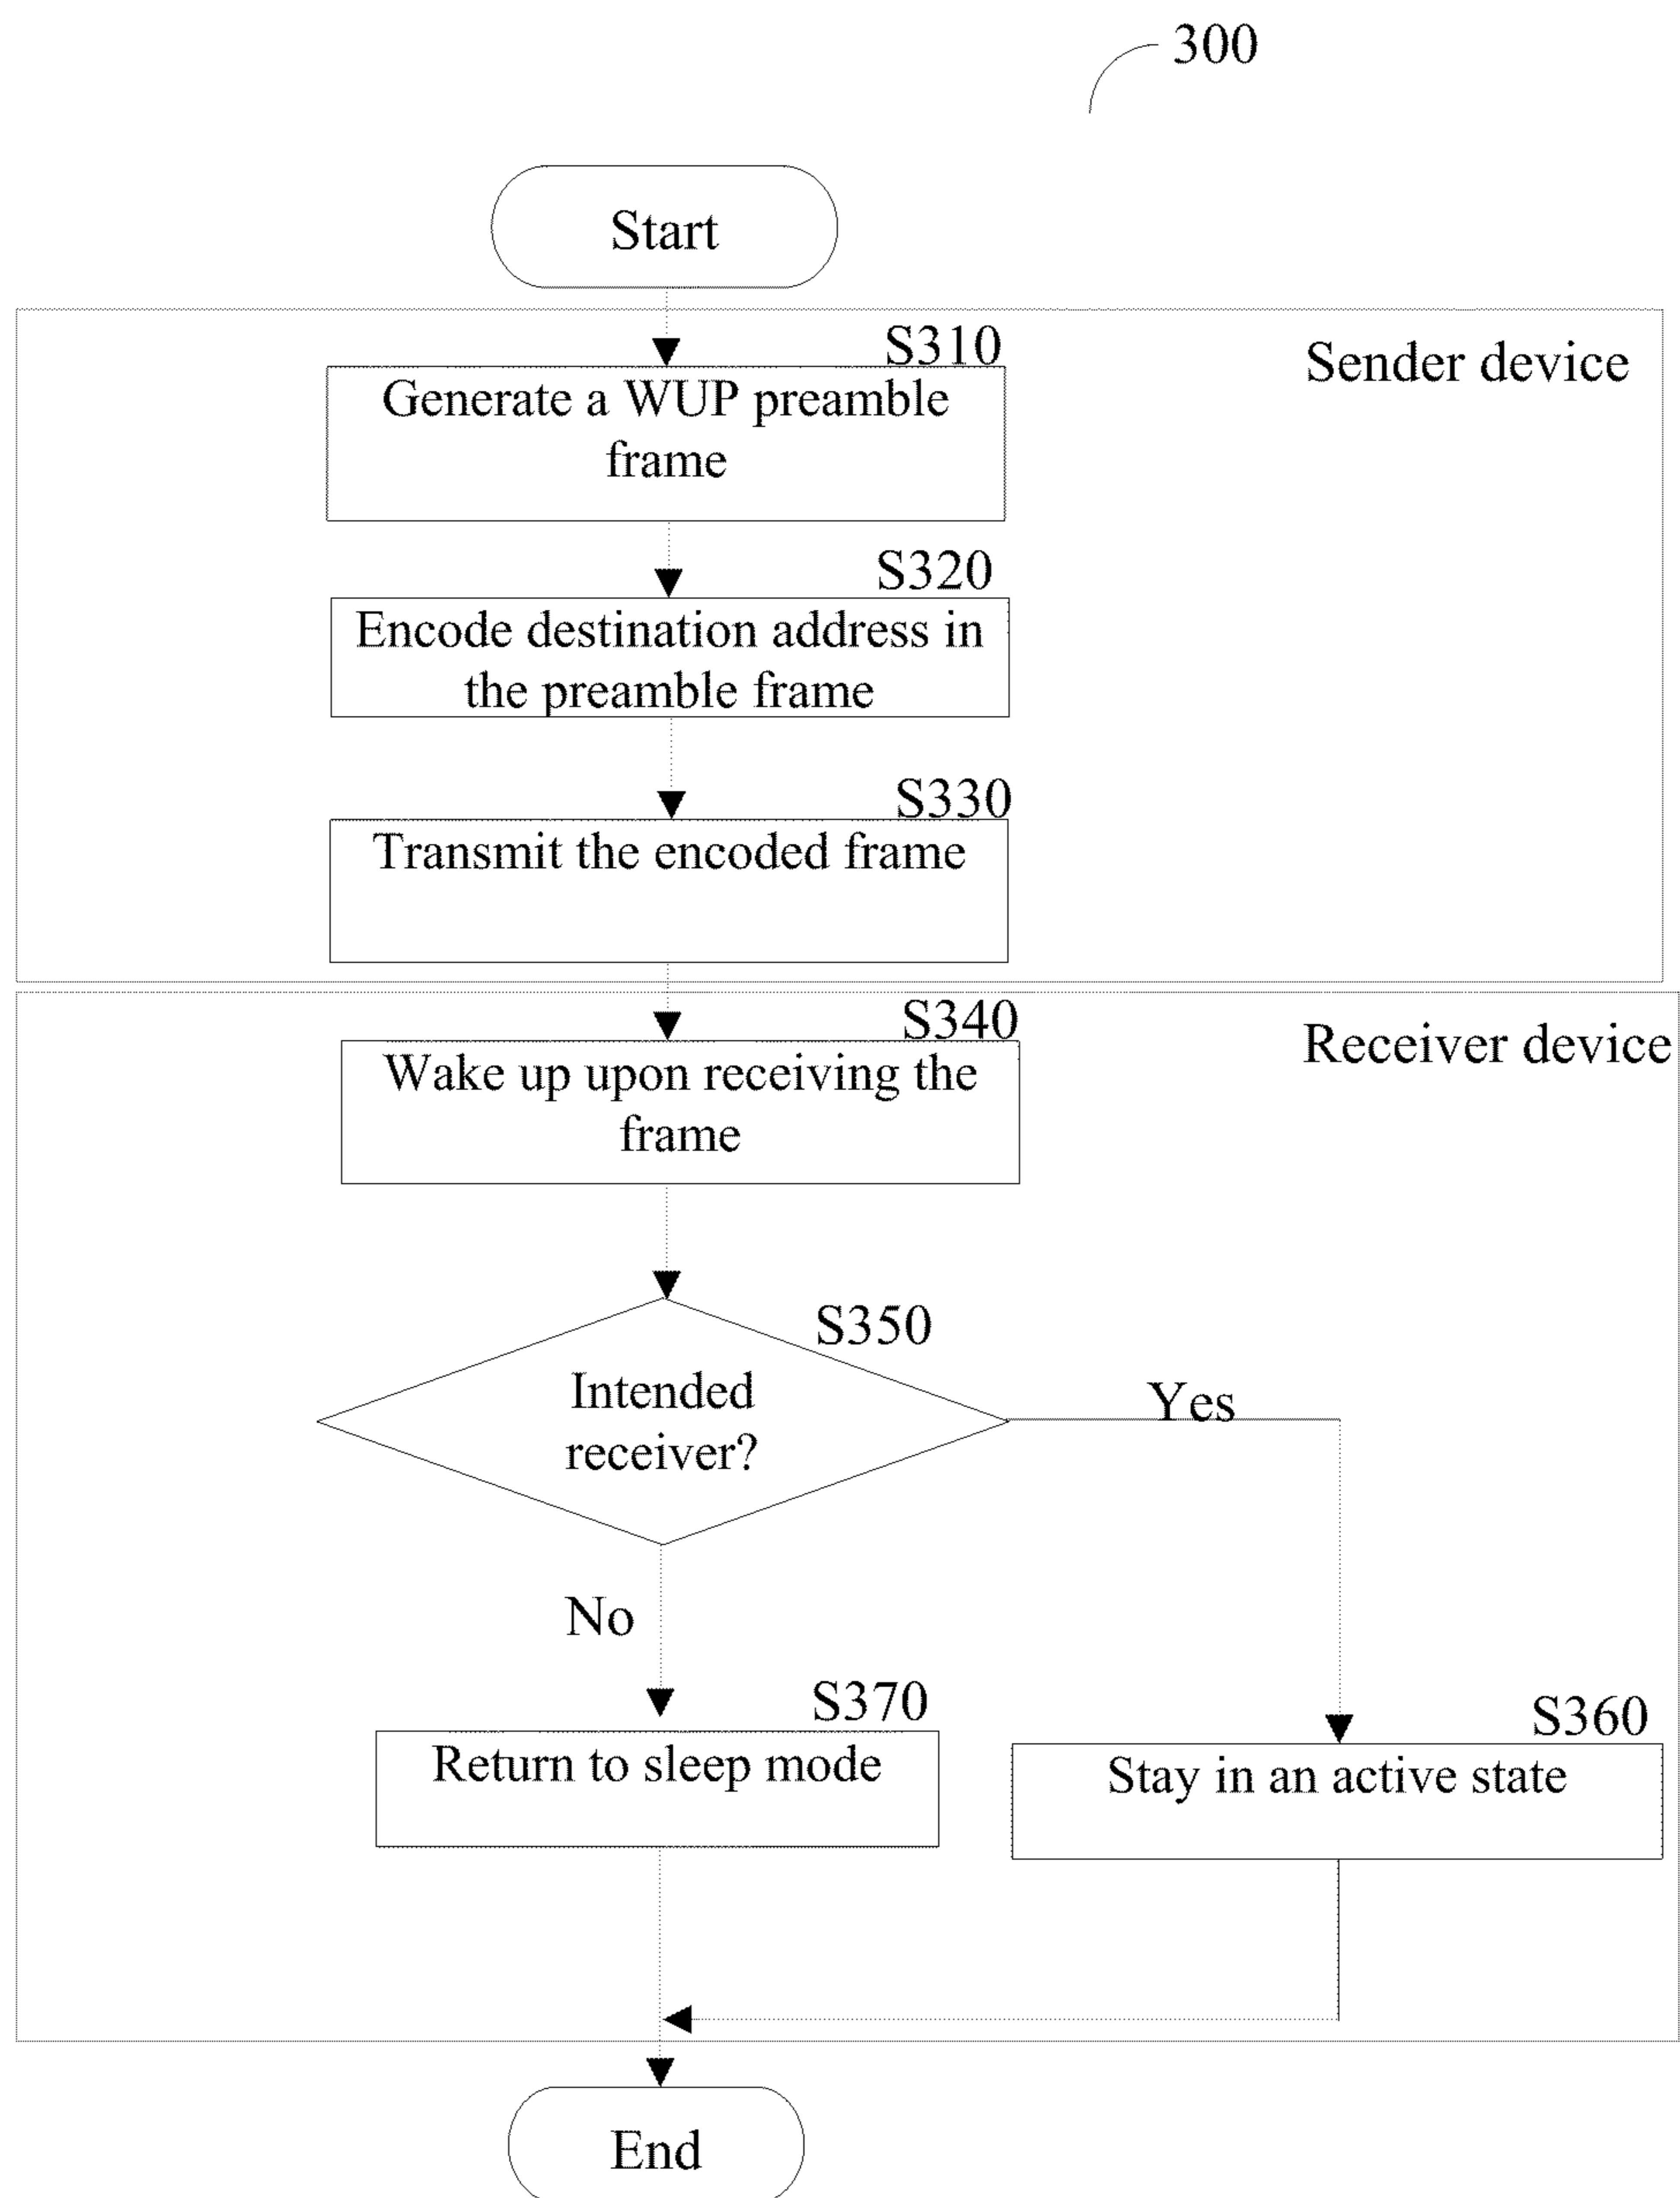 300
Start
S310
Sender device
Generate a WUP preamble
frame
S320
Encode destination address in
the preamble frame
S330
Transmit the encoded frame
S340
Receiver device
Wake up upon receiving the
frame
S350
Intended
receiver?
Yes
No
S370
Return to sleep mode
S360
Stay in an active state
End